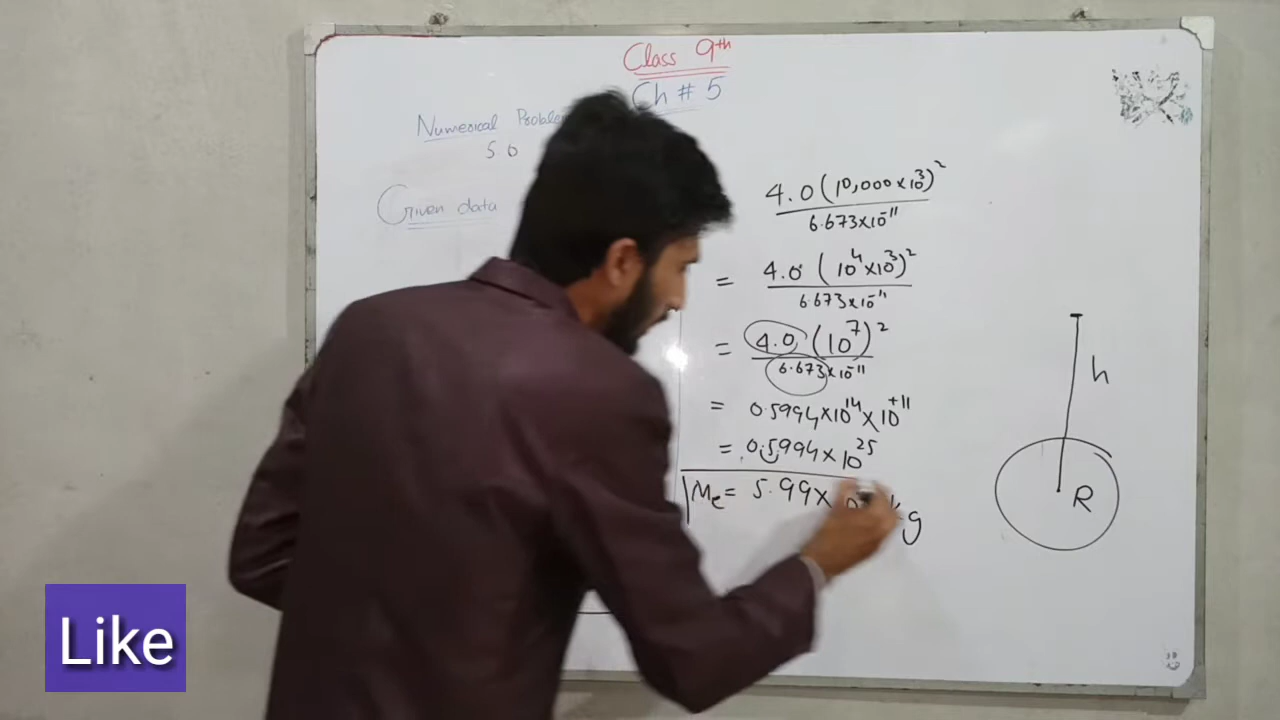 Class 9th
Ch # 5
Numerical
Given data
4.0 (10,000×10³)²
6.673×10⁻¹¹
= 4.0 (10⁴×10³)²
6.673×10⁻¹¹
= 4.0 (10⁷)²
6.673×10⁻¹¹
= 0.5994×10¹⁴×10⁺¹¹
= 0.5994×10²⁵
Me = 5.99×
g
h
R
Like